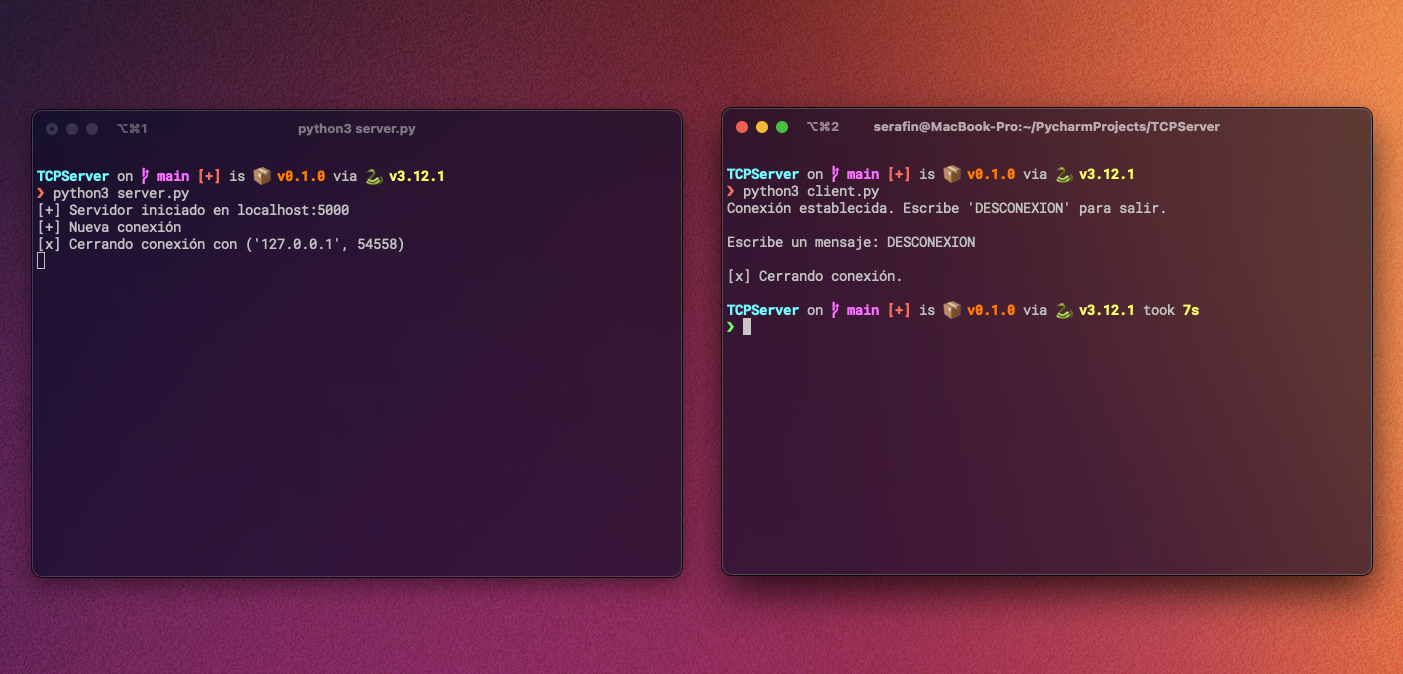 ⌥⌘1
python3 server.py
TCPServer on main [+] is v0.1.0 via v3.12.1
❯ python3 server.py
[+] Servidor iniciado en localhost:5000
[+] Nueva conexión
[x] Cerrando conexión con ('127.0.0.1', 54558)
⌥⌘2
serafin@MacBook-Pro:~/PycharmProjects/TCPServer
TCPServer on main [+] is 📦 v0.1.0 via 🐍 v3.12.1
❯ python3 client.py
Conexión establecida. Escribe 'DESCONEXION' para salir.
Escribe un mensaje: DESCONEXION
[x] Cerrando conexión.
TCPServer on main [+] is 📦 v0.1.0 via 🐍 v3.12.1 took 7s
❯